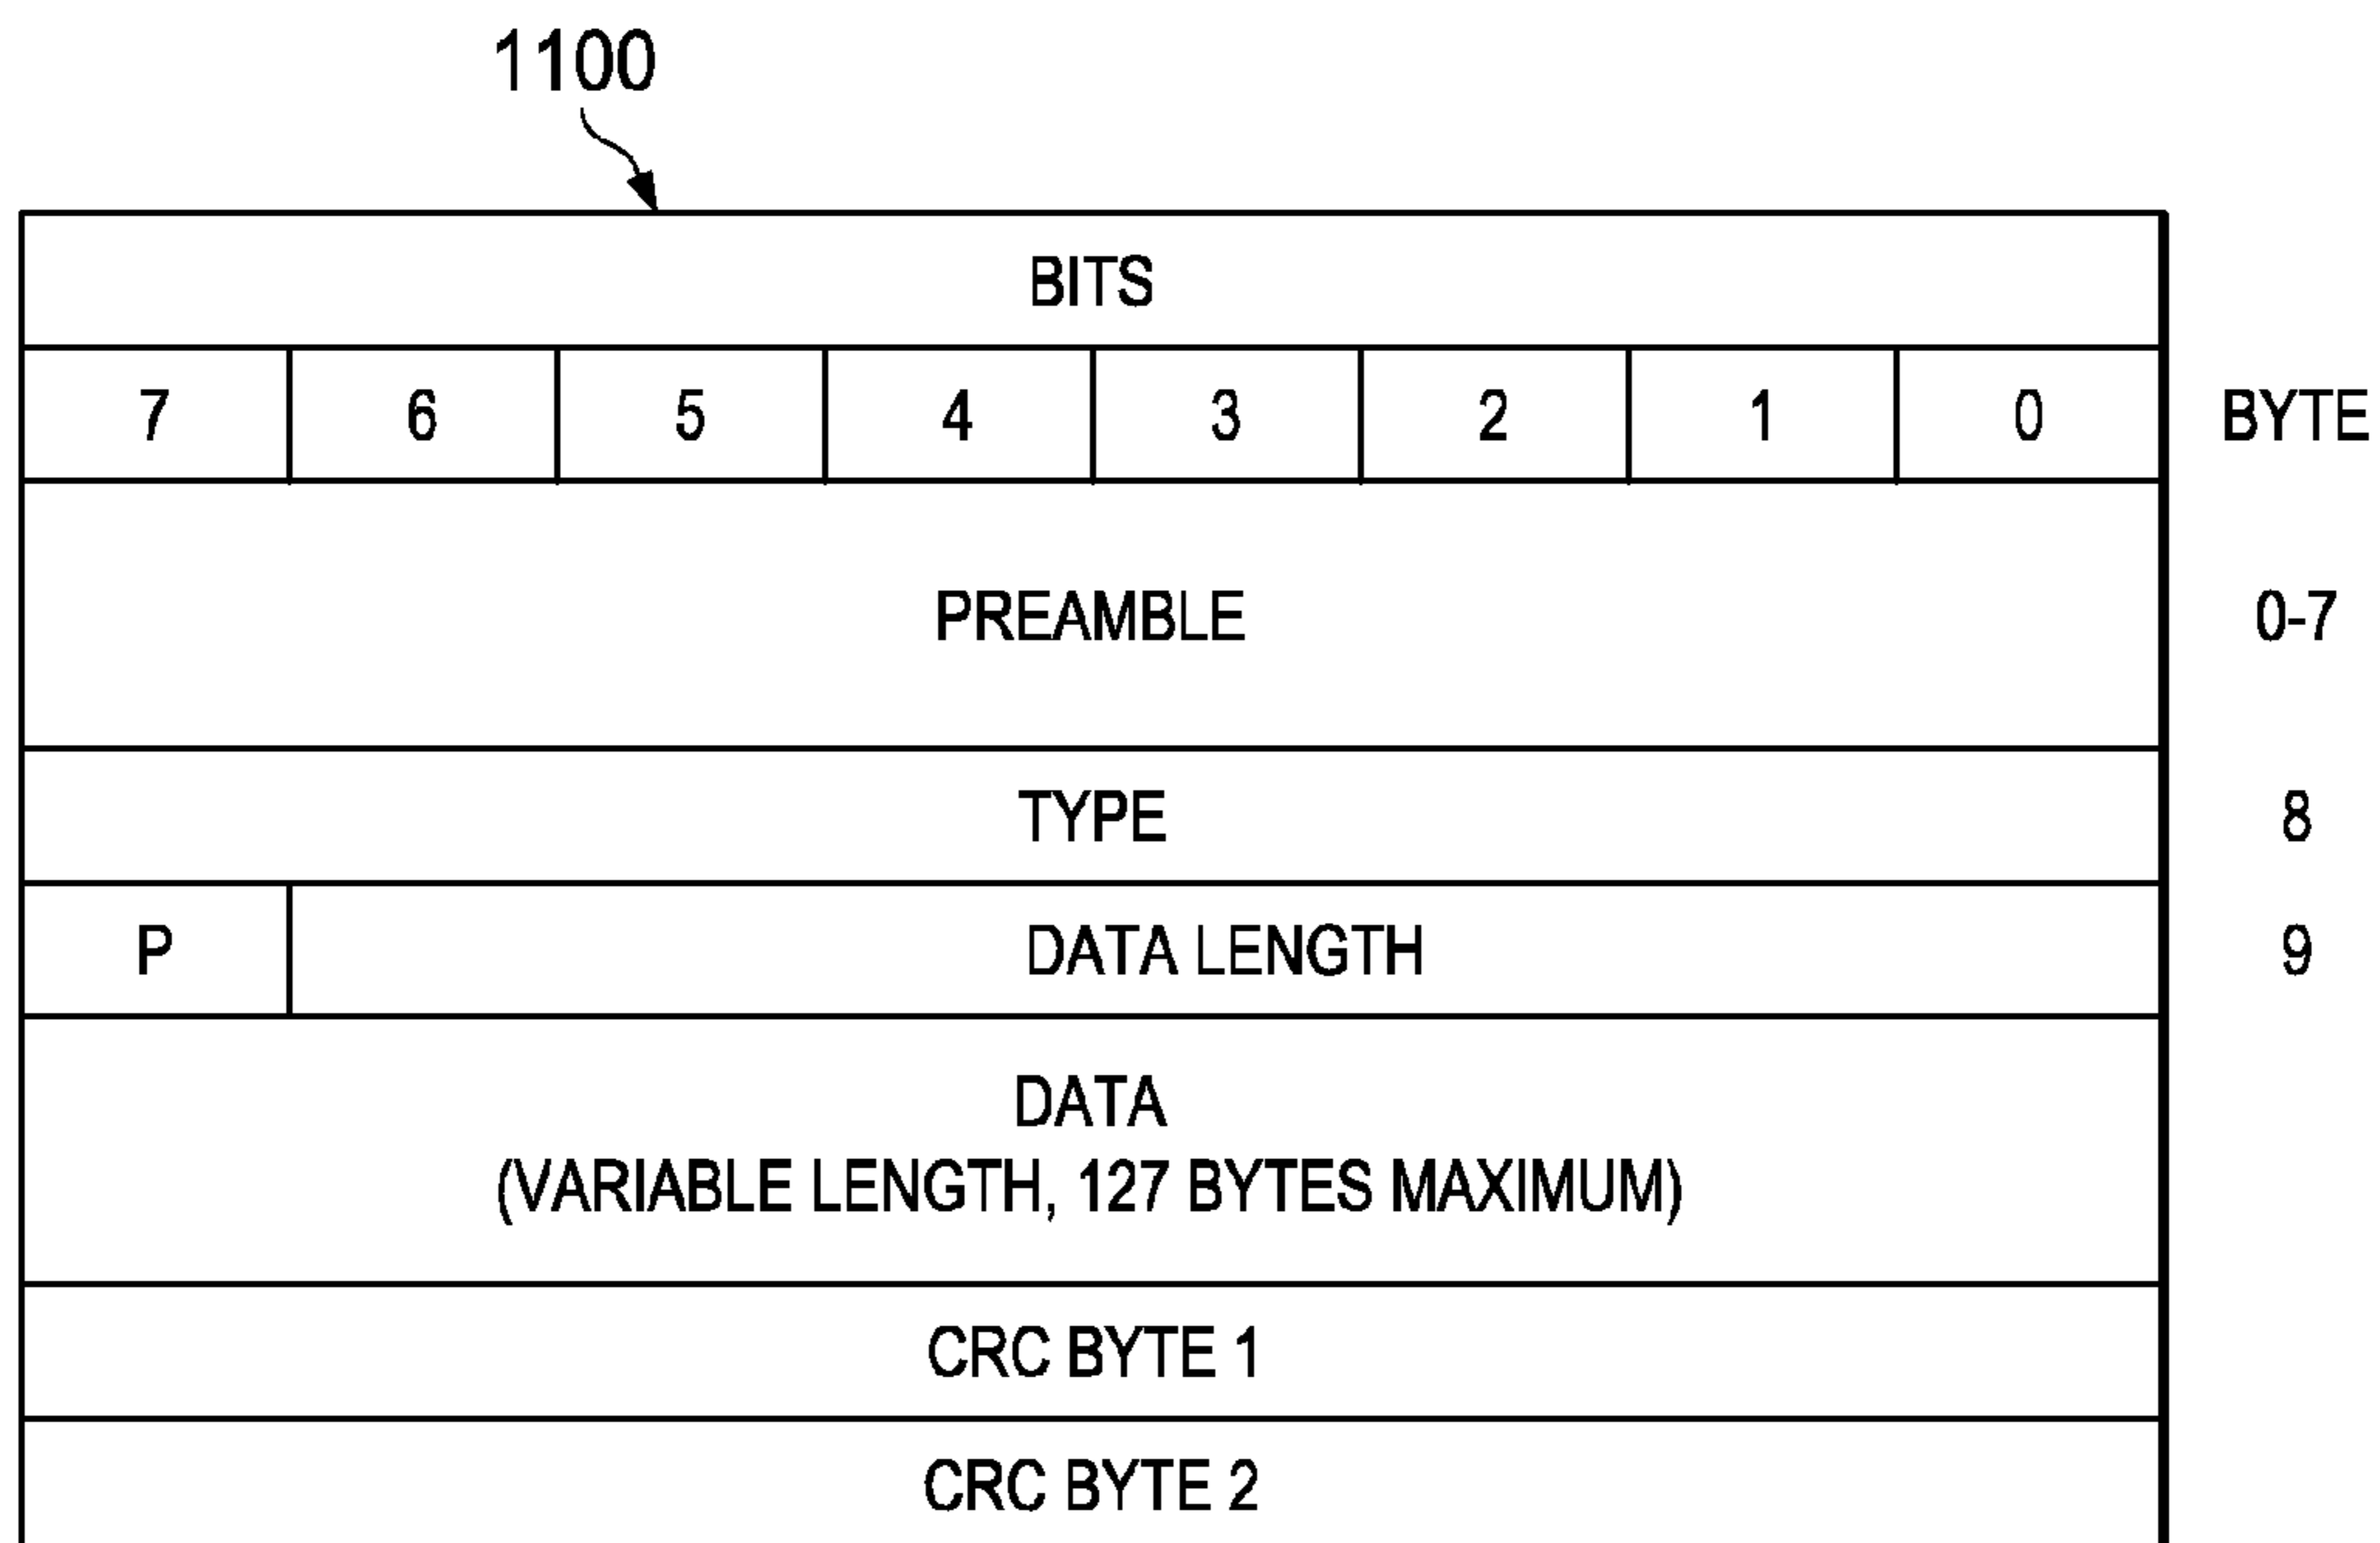 1100
BITS
7 6 5 4 3 2 1 0 BYTE
PREAMBLE 0-7
TYPE 8
P DATA LENGTH 9
DATA
(VARIABLE LENGTH, 127 BYTES MAXIMUM)
CRC BYTE 1
CRC BYTE 2